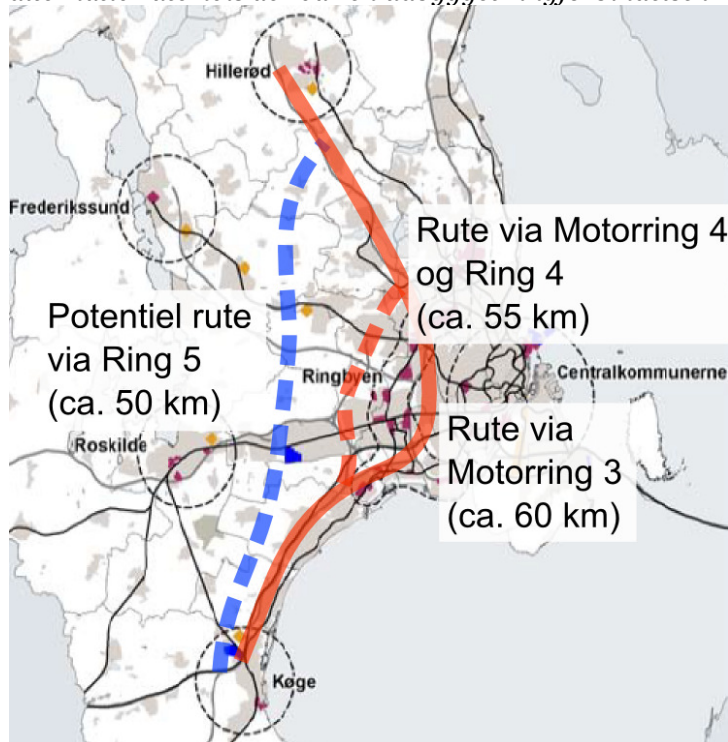 Hillerød
Frederikssund
Rute via Motorring 4
og Ring 4
(ca. 55 km)
Potentiel rute
via Ring 5
(ca. 50 km)
Ringbyen
Centralkommunerne
Roskilde
Rute via
Motorring 3
(ca. 60 km)
Køge